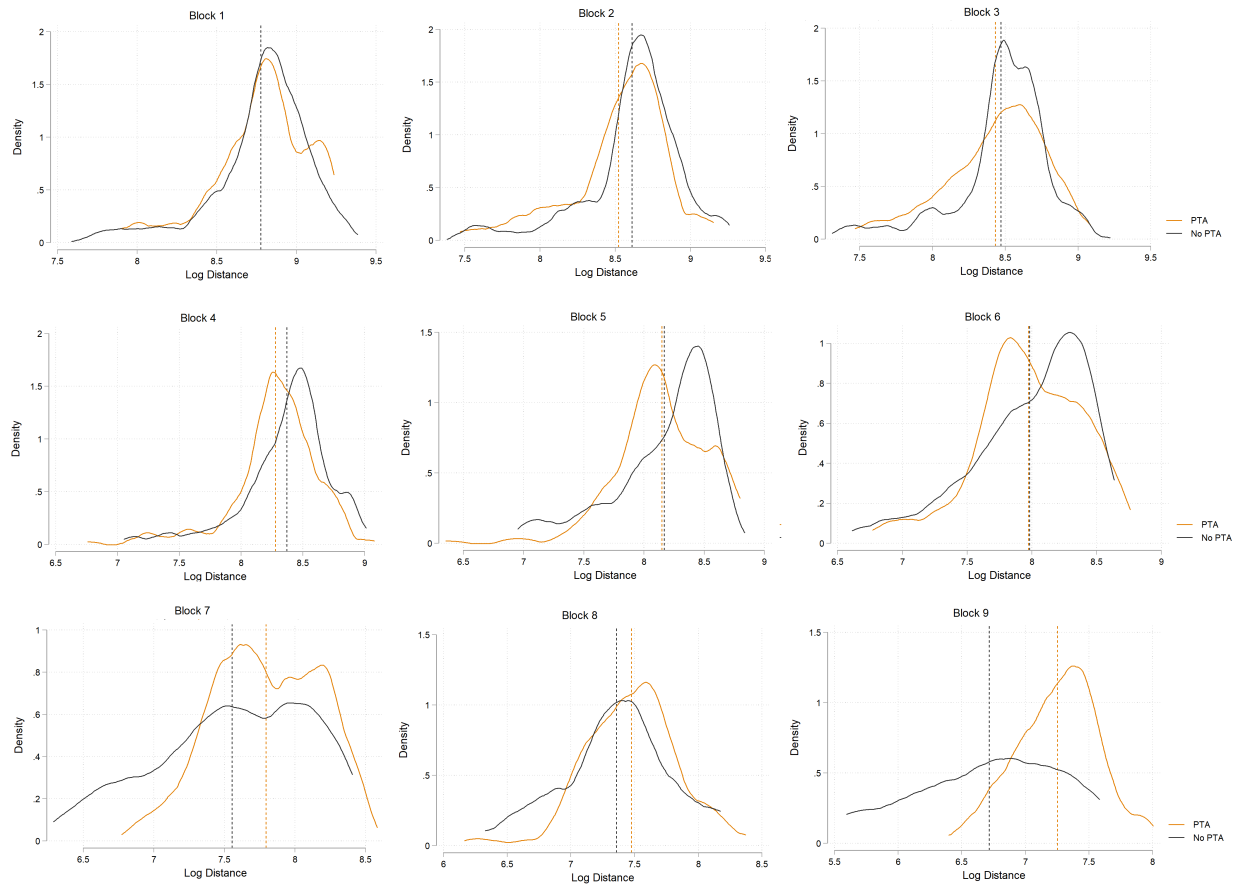 Block 1
2
1.5
1
.5
0
Density
7.5 8 8.5 9 9.5
Log Distance
Block 2
2
1.5
1
.5
0
Density
7.5 8 8.5 9 9.5
Log Distance
Block 3
2
1.5
1
.5
0
Density
7.5 8 8.5 9 9.5
Log Distance
PTA
No PTA
Block 4
2
1.5
1
.5
0
Density
6.5 7 7.5 8 8.5 9
Log Distance
Block 5
1.5
1
.5
0
Density
6.5 7 7.5 8 8.5 9
Log Distance
Block 6
1
.8
.6
.4
.2
0
Density
6.5 7 7.5 8 8.5 9
Log Distance
PTA
No PTA
Block 7
1
.8
.6
.4
.2
0
Density
6.5 7 7.5 8 8.5
Log Distance
Block 8
1.5
1
.5
0
Density
6 6.5 7 7.5 8 8.5
Log Distance
Block 9
1.5
1
.5
0
Density
5.5 6 6.5 7 7.5 8
Log Distance
PTA
No PTA